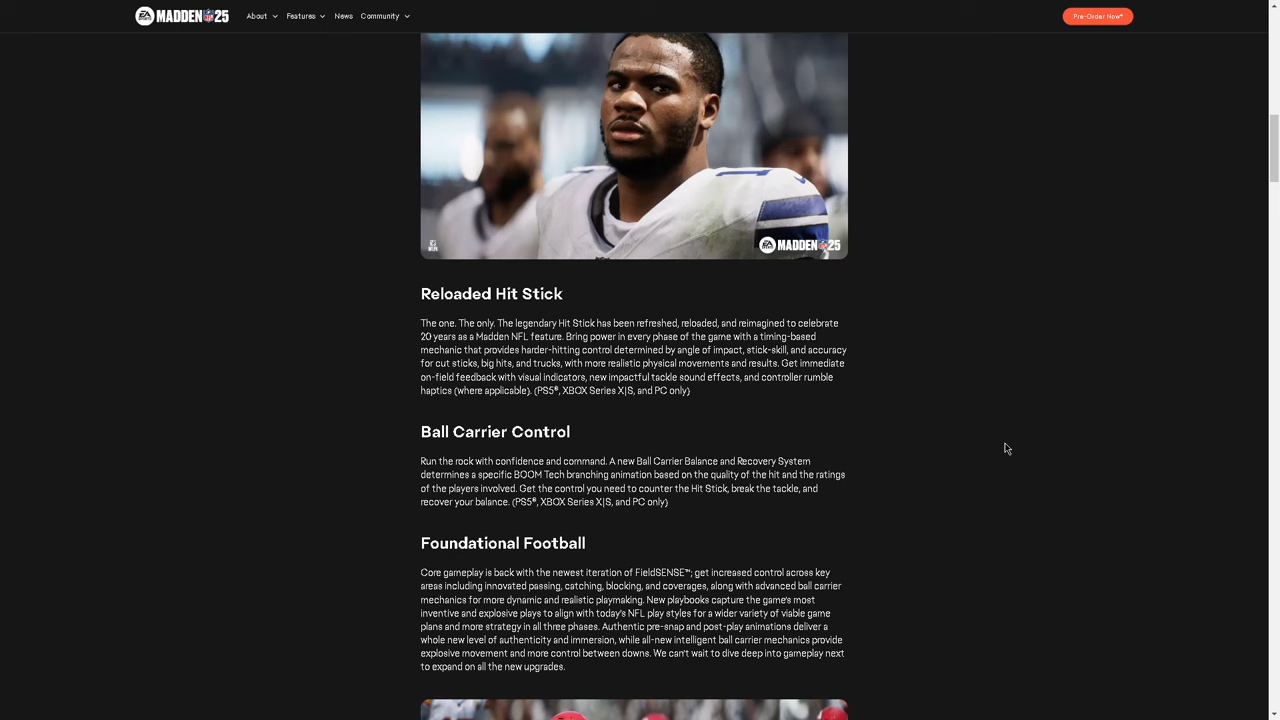 EA SPORTS MADDEN NFL 25
About
Features
News
Community
Pre-Order Now*
EA SPORTS MADDEN NFL 25
Reloaded Hit Stick
The one. The only. The legendary Hit Stick has been refreshed, reloaded, and reimagined to celebrate
20 years as a Madden NFL feature. Bring power in every phase of the game with a timing-based
mechanic that provides harder-hitting control determined by angle of impact, stick-skill, and accuracy
for cut sticks, big hits, and trucks, with more realistic physical movements and results. Get immediate
on-field feedback with visual indicators, new impactful tackle sound effects, and controller rumble
haptics (where applicable). (PS5®, XBOX Series X|S, and PC only)
Ball Carrier Control
Run the rock with confidence and command. A new Ball Carrier Balance and Recovery System
determines a specific BOOM Tech branching animation based on the quality of the hit and the ratings
of the players involved. Get the control you need to counter the Hit Stick, break the tackle, and
recover your balance. (PS5®, XBOX Series X|S, and PC only)
Foundational Football
Core gameplay is back with the newest iteration of FieldSENSE™; get increased control across key
areas including innovated passing, catching, blocking, and coverages, along with advanced ball carrier
mechanics for more dynamic and realistic playmaking. New playbooks capture the game's most
inventive and explosive plays to align with today's NFL play styles for a wider variety of viable game
plans and more strategy in all three phases. Authentic pre-snap and post-play animations deliver a
whole new level of authenticity and immersion, while all-new intelligent ball carrier mechanics provide
explosive movement and more control between downs. We can't wait to dive deep into gameplay next
to expand on all the new upgrades.